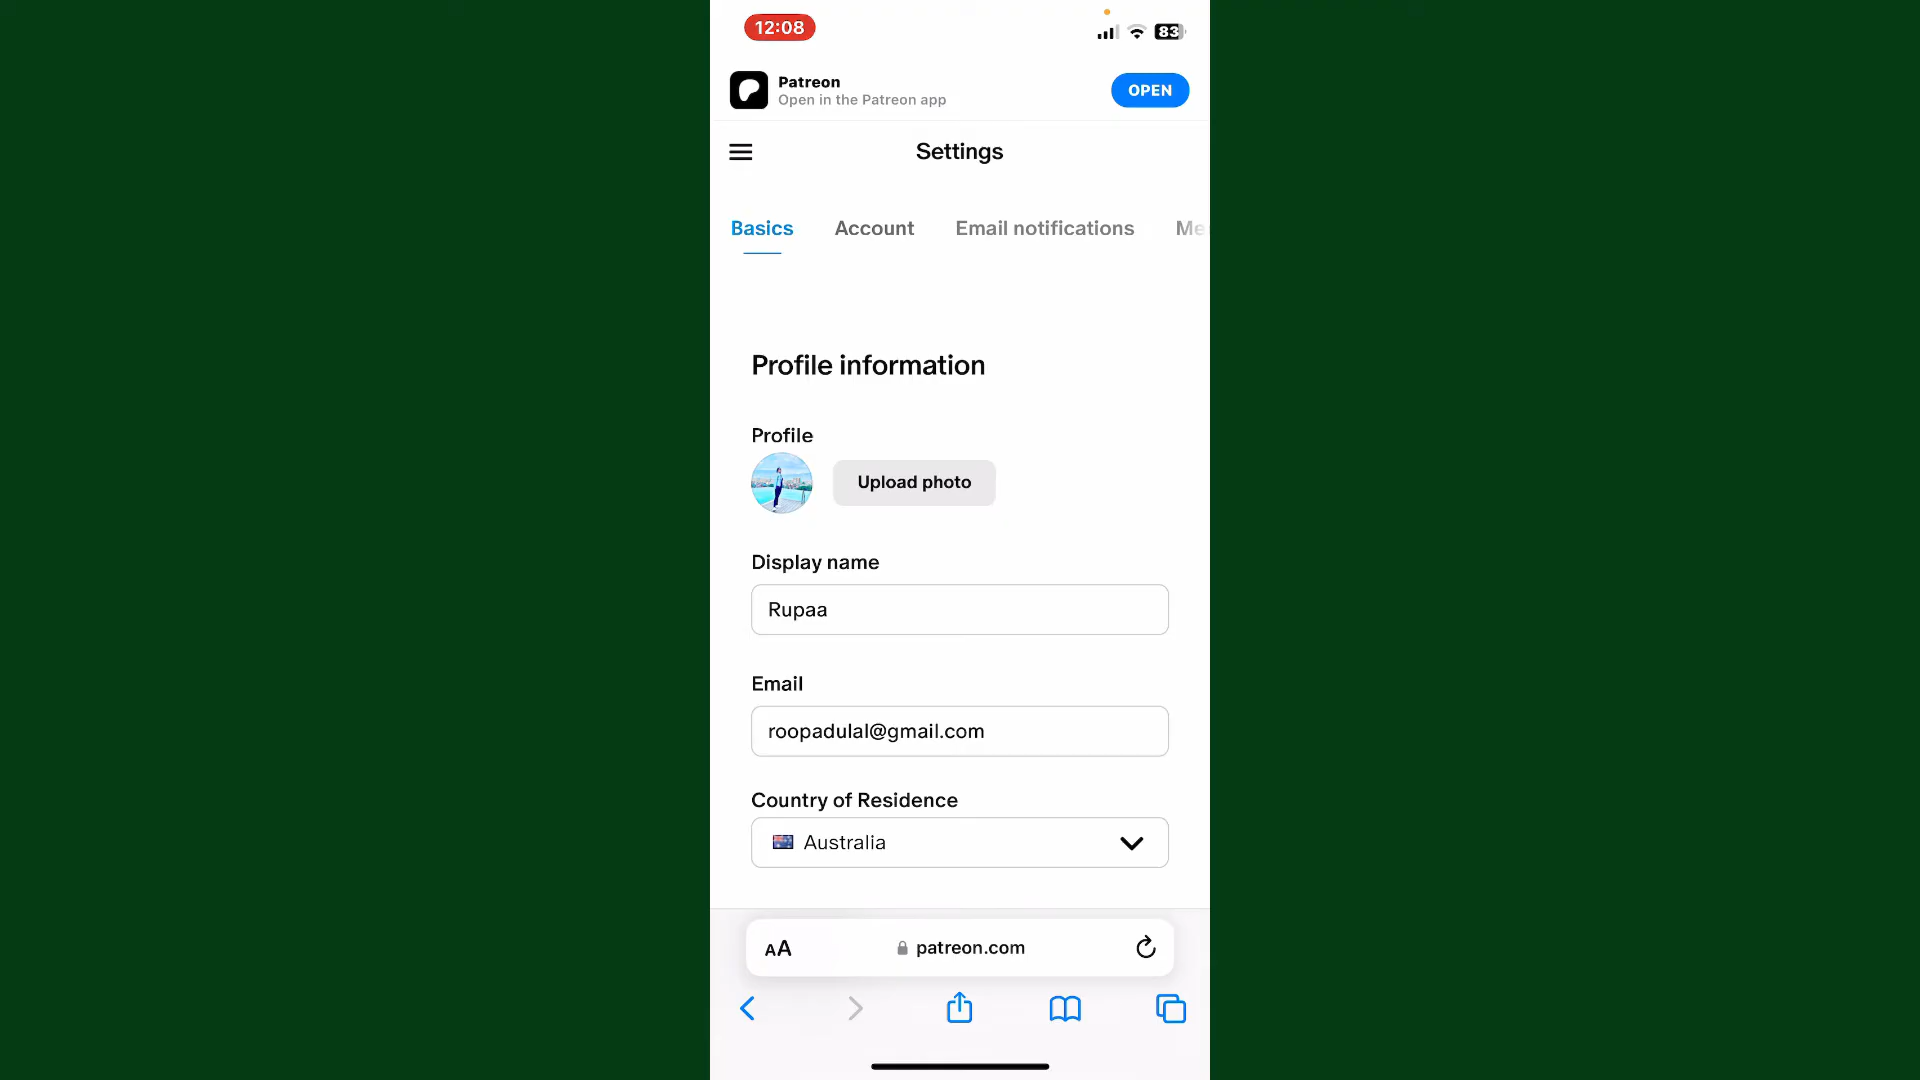 12:08
83
Patreon
Open in the Patreon app
OPEN
Settings
Basics Account Email notifications Me
Profile information
Profile
Upload photo
Display name
Rupaa
Email
roopadulal@gmail.com
Country of Residence
Australia
AA patreon.com